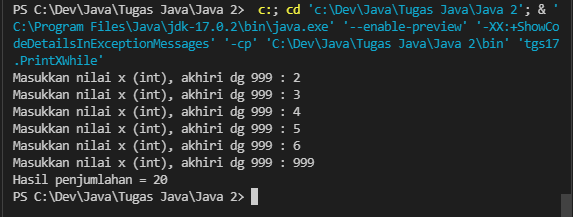 PS C:\Dev\Java\Tugas Java\Java 2>  c:; cd 'c:\Dev\Java\Tugas Java\Java 2'; & '
C:\Program Files\Java\jdk-17.0.2\bin\java.exe' '--enable-preview' '-XX:+ShowCo
deDetailsInExceptionMessages' '-cp' 'C:\Dev\Java\Tugas Java\Java 2\bin' 'tgs17
.PrintXWhile'
Masukkan nilai x (int), akhiri dg 999 : 2
Masukkan nilai x (int), akhiri dg 999 : 3
Masukkan nilai x (int), akhiri dg 999 : 4
Masukkan nilai x (int), akhiri dg 999 : 5
Masukkan nilai x (int), akhiri dg 999 : 6
Masukkan nilai x (int), akhiri dg 999 : 999
Hasil penjumlahan = 20
PS C:\Dev\Java\Tugas Java\Java 2>